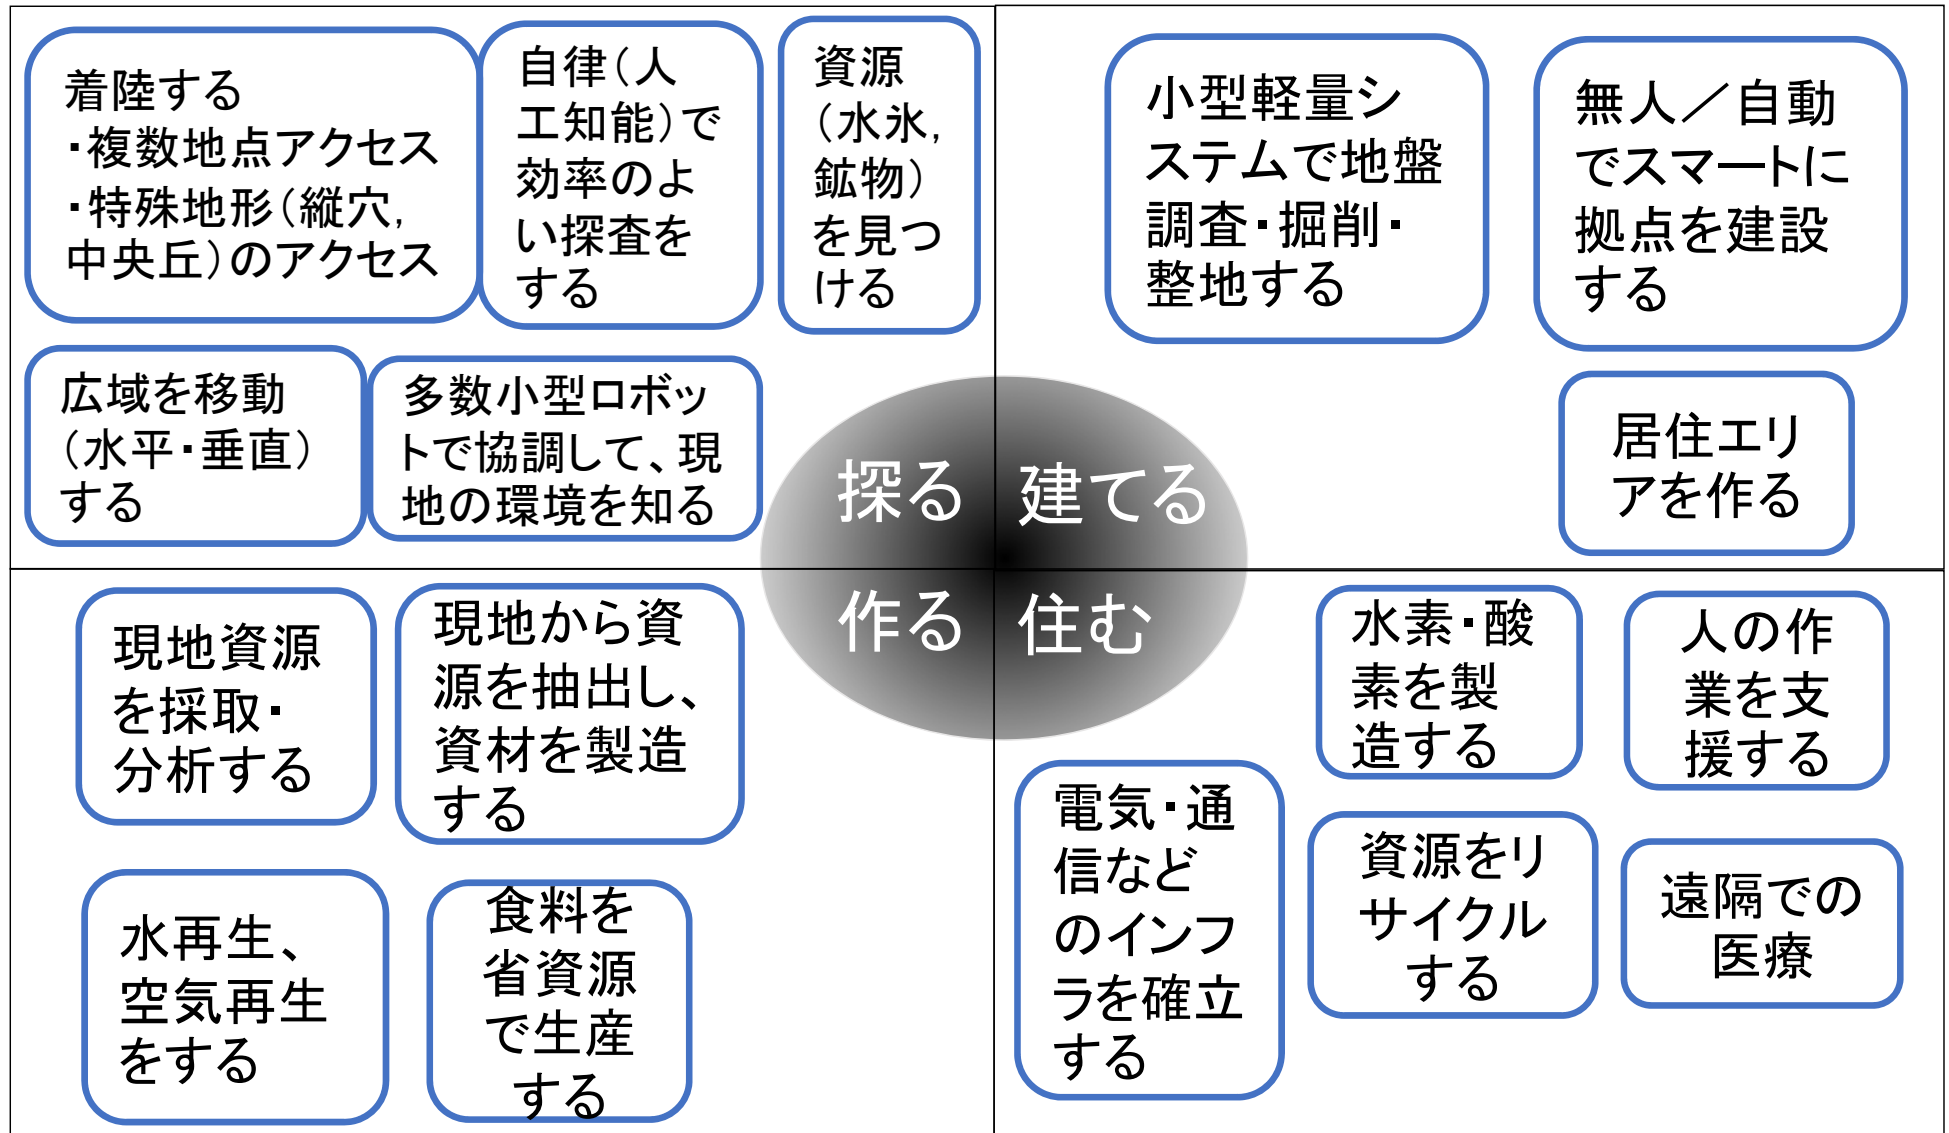 着陸する
・複数地点アクセス
・特殊地形（縦穴，
中央丘）のアクセス
自律（人
工知能）で
効率のよ
い探査を
する
資源
（水氷，
鉱物）
を見つ
ける
広域を移動
（水平・垂直）
する
多数小型ロボッ
トで協調して、現
地の環境を知る
小型軽量シ
ステムで地盤
調査・掘削・
整地する
無人／自動
でスマートに
拠点を建設
する
居住エリ
アを作る
探る
建てる
作る
住む
現地資源
を採取・
分析する
現地から資
源を抽出し、
資材を製造
する
水再生、
空気再生
をする
食料を
省資源
で生産
する
水素・酸
素を製
造する
人の作
業を支
援する
電気・通
信など
のインフ
ラを確立
する
資源をリ
サイクル
する
遠隔での
医療